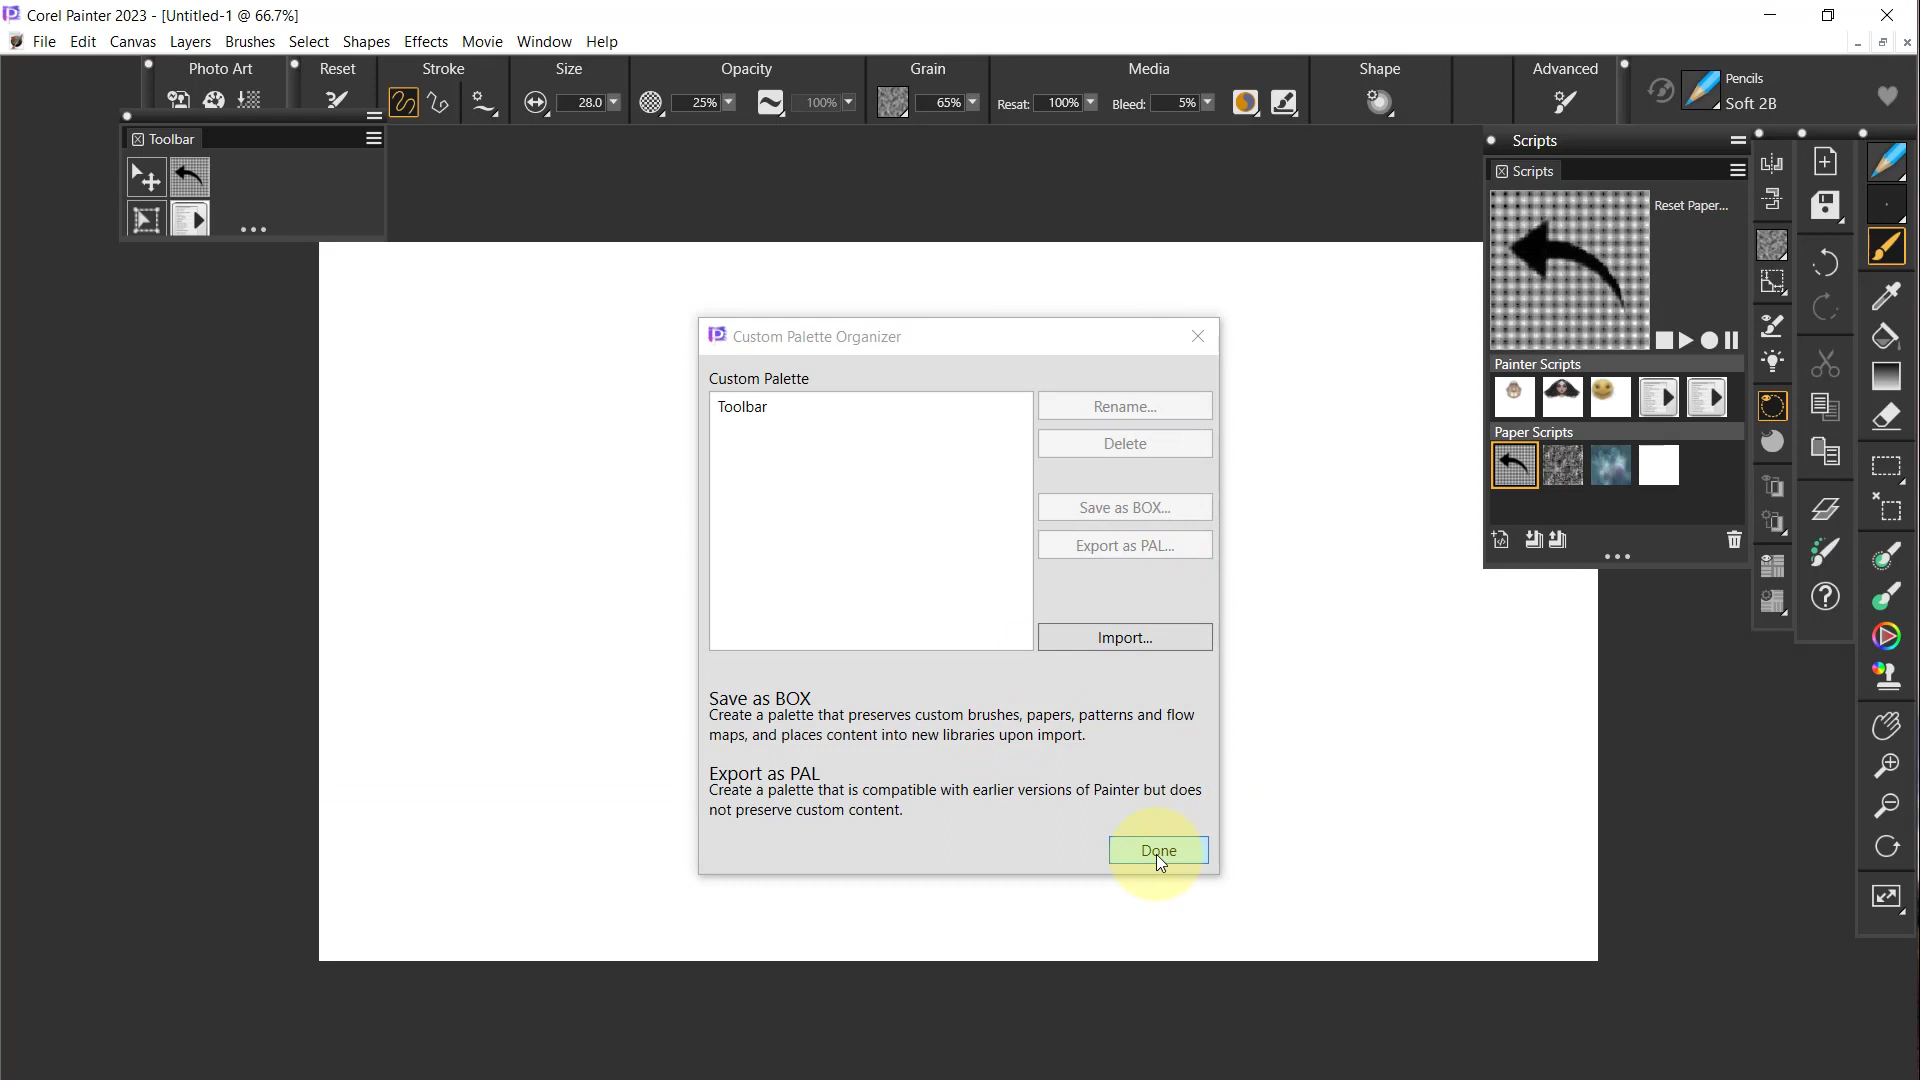 Corel Painter 2023 - [Untitled-1 @ 66.7%]
File Edit Canvas Layers Brushes Select Shapes Effects Movie Window Help
Photo Art Reset Stroke Size Opacity Grain Media Shape Advanced
28.0 25% 100% 65% Resat: 100% Bleed: 5%
Pencils
Soft 2B
Toolbar
Scripts
Scripts
Reset Paper...
Painter Scripts
Paper Scripts
Custom Palette Organizer
Custom Palette
Toolbar
Rename...
Delete
Save as BOX...
Export as PAL...
Import...
Save as BOX
Create a palette that preserves custom brushes, papers, patterns and flow
maps, and places content into new libraries upon import.
Export as PAL
Create a palette that is compatible with earlier versions of Painter but does
not preserve custom content.
Done